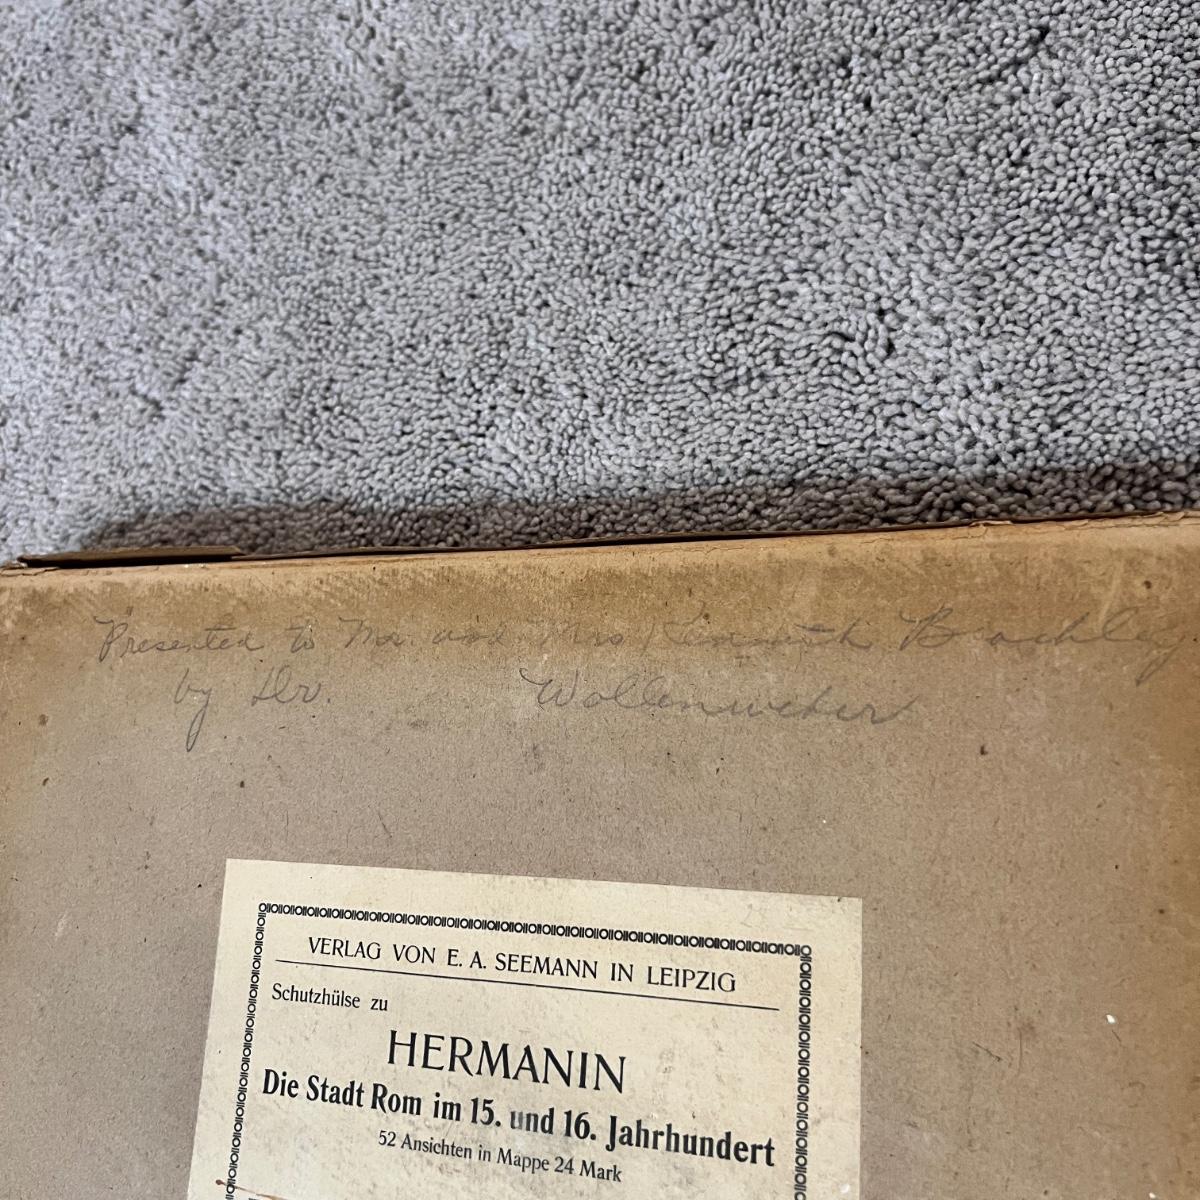 Presented to Mr. and Mrs Kenneth
by Dr. Wollenweber
VERLAG VON E. A. SEEMANN IN LEIPZIG
Schutzhülse zu
HERMANIN
Die Stadt Rom im 15. und 16. Jahrhundert
52 Ansichten in Mappe 24 Mark